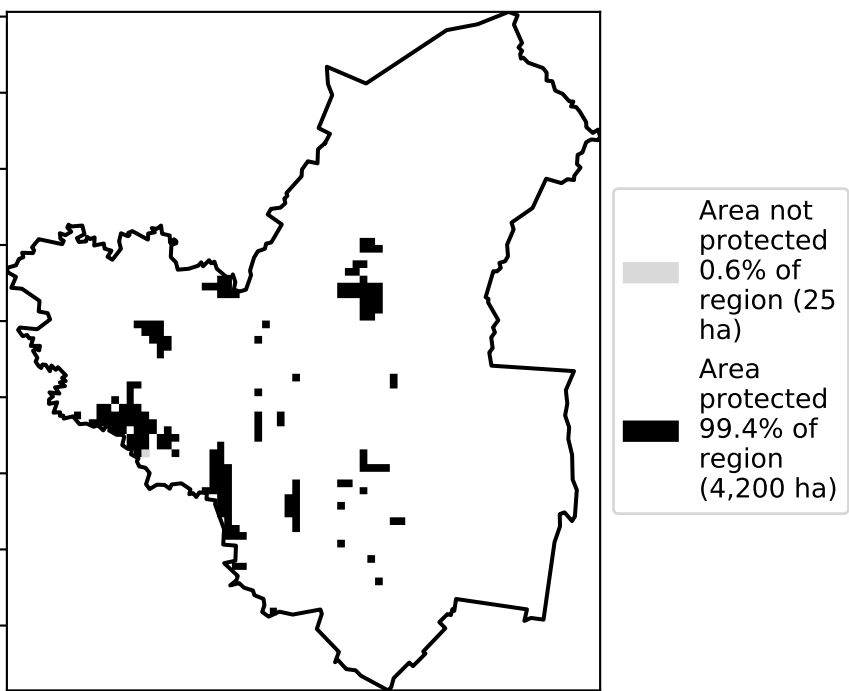 Area not
protected
0.6% of
region (25
ha)
Area
protected
99.4% of
region
(4,200 ha)